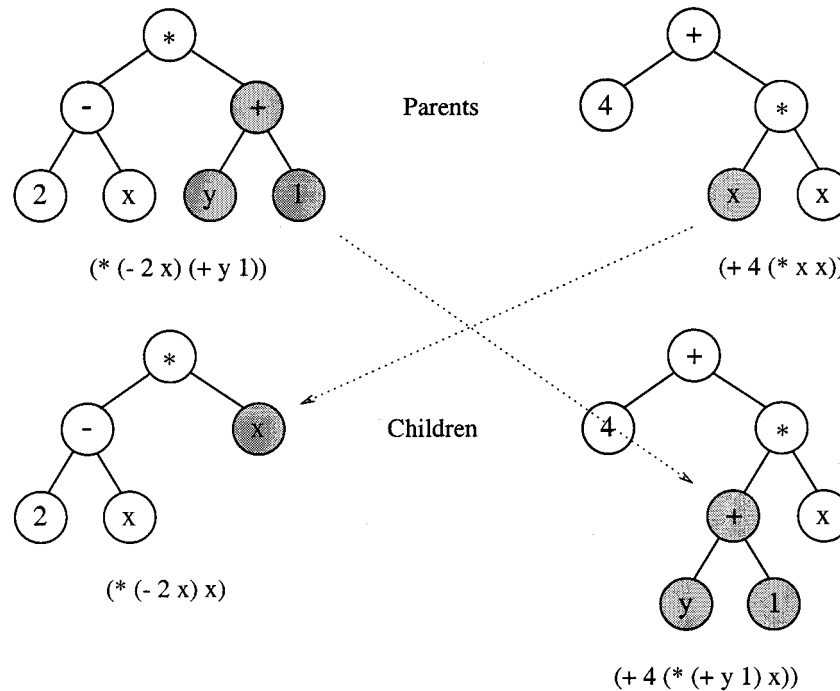 * +
- + Parents 4 *
2 x y 1 x x
(* (- 2 x) (+ y 1)) (+ 4 (* x x))
* +
- x Children 4 *
2 x + x
(* (- 2 x) x)
y 1
(+ 4 (* (+ y 1) x))